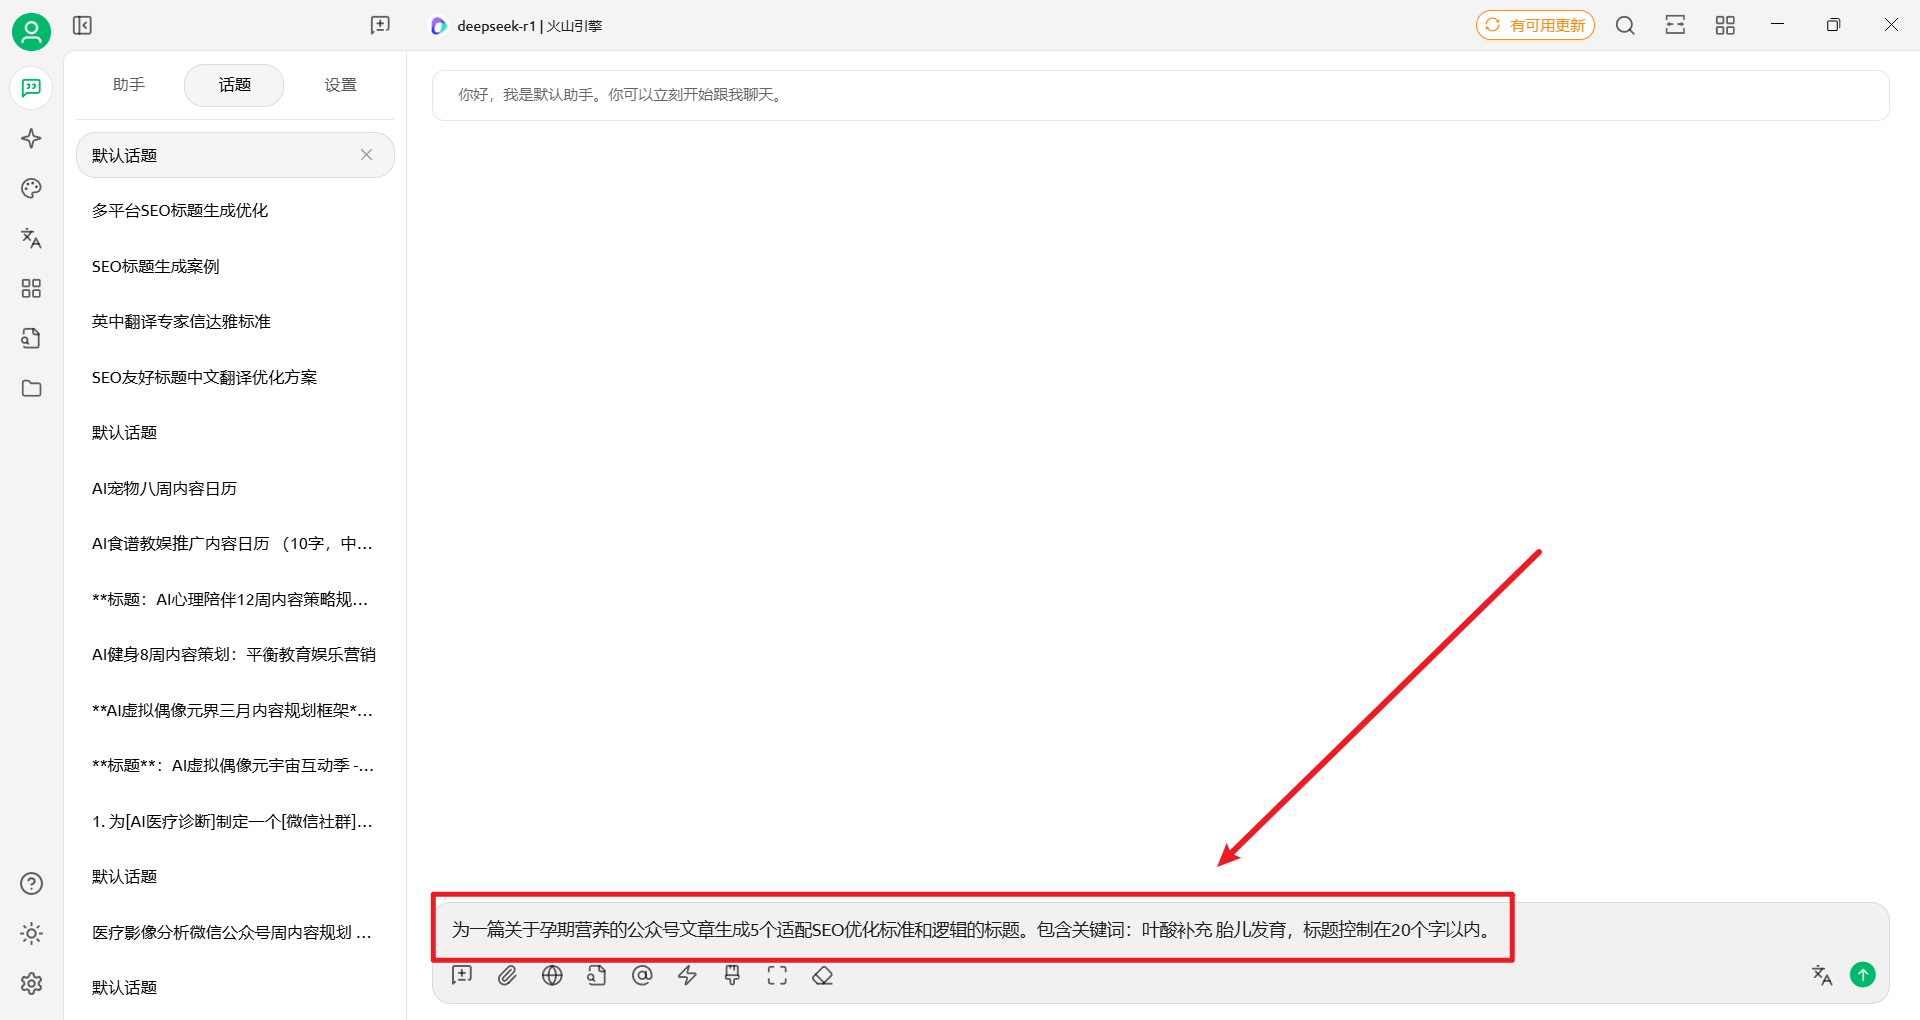 deepseek-r1 | 火山引擎
有可用更新
助手
话题
设置
你好，我是默认助手。你可以立刻开始跟我聊天。
默认话题
多平台SEO标题生成优化
SEO标题生成案例
英中翻译专家信达雅标准
SEO友好标题中文翻译优化方案
默认话题
AI宠物八周内容日历
AI食谱教娱推广内容日历 （10字，中...
**标题：AI心理陪伴12周内容策略规...
AI健身8周内容策划：平衡教育娱乐营销
**AI虚拟偶像元界三月内容规划框架*...
**标题**：AI虚拟偶像元宇宙互动季 -...
1. 为[AI医疗诊断]制定一个[微信社群]...
默认话题
医疗影像分析微信公众号周内容规划 ...
默认话题
为一篇关于孕期营养的公众号文章生成5个适配SEO优化标准和逻辑的标题。包含关键词：叶酸补充 胎儿发育，标题控制在20个字以内。